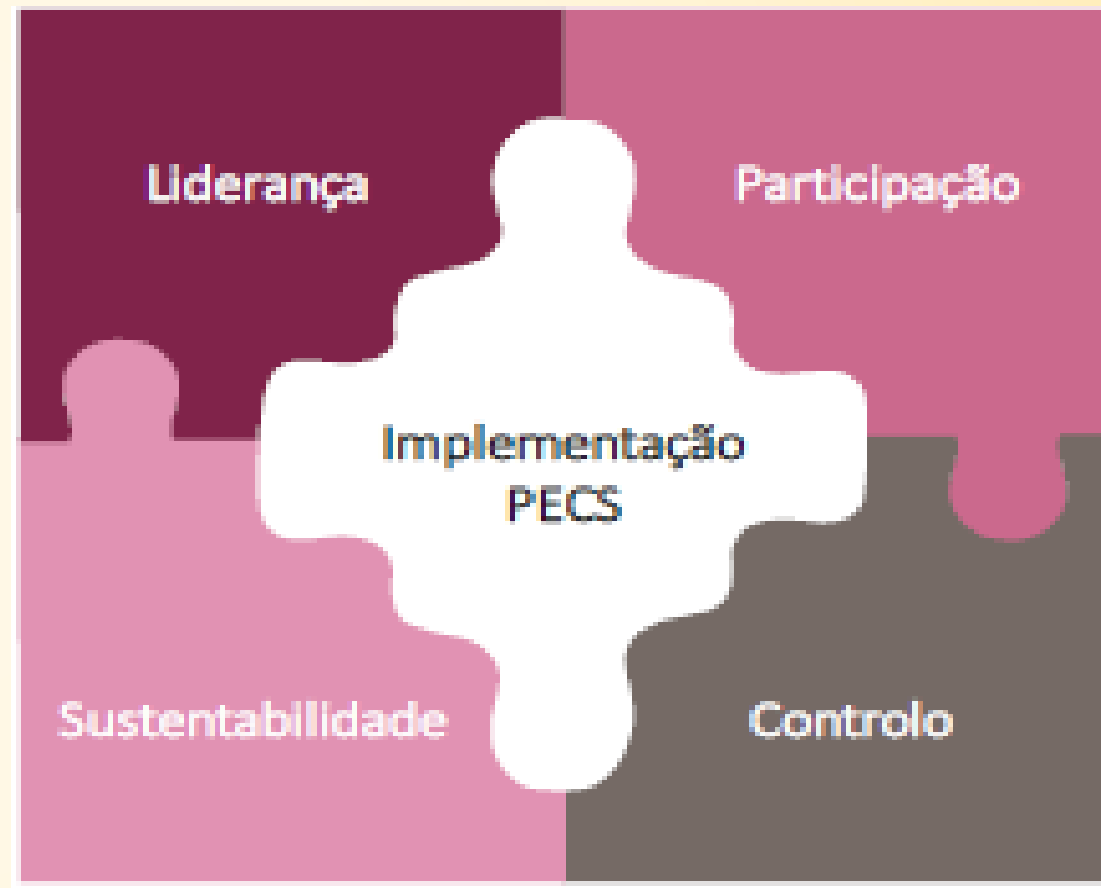 Liderança
Participação
Implementação
PECS
Sustentabilidade
Controlo